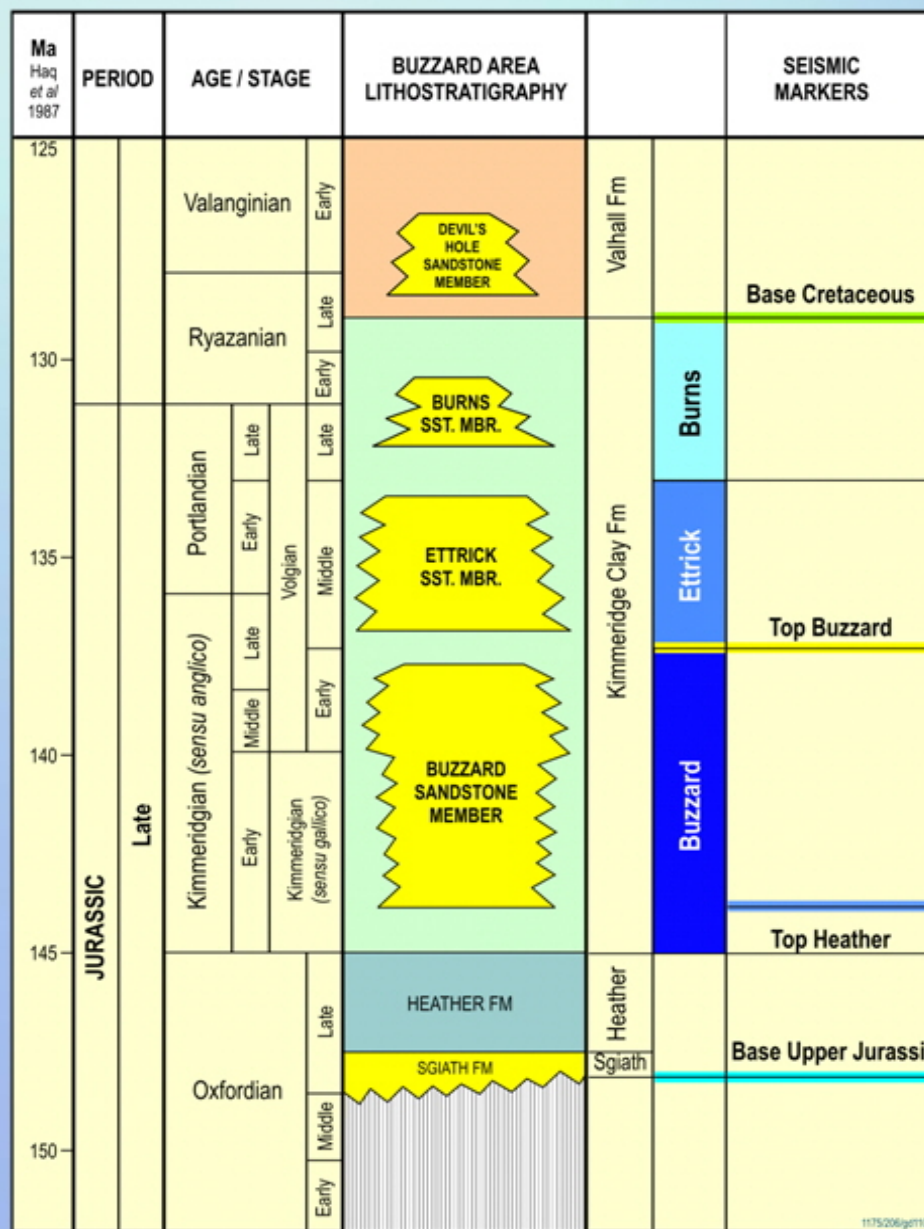 Ma
Haq
et al
1987
PERIOD
AGE / STAGE
BUZZARD AREA
LITHOSTRATIGRAPHY
SEISMIC
MARKERS
125
130
135
140
145
150
JURASSIC
Late
Valanginian
Early
Ryazanian
Late
Early
Portlandian
Late
Early
Kimmeridgian (sensu anglico)
Late
Middle
Early
Volgian
Late
Middle
Early
Kimmeridgian
(sensu gallico)
Oxfordian
Late
Middle
Early
DEVIL'S
HOLE
SANDSTONE
MEMBER
BURNS
SST. MBR.
ETTRICK
SST. MBR.
BUZZARD
SANDSTONE
MEMBER
HEATHER FM
SGIATH FM
Valhall Fm
Kimmeridge Clay Fm
Heather
Sgiath
Burns
Ettrick
Buzzard
Base Cretaceous
Top Buzzard
Top Heather
Base Upper Jurassi